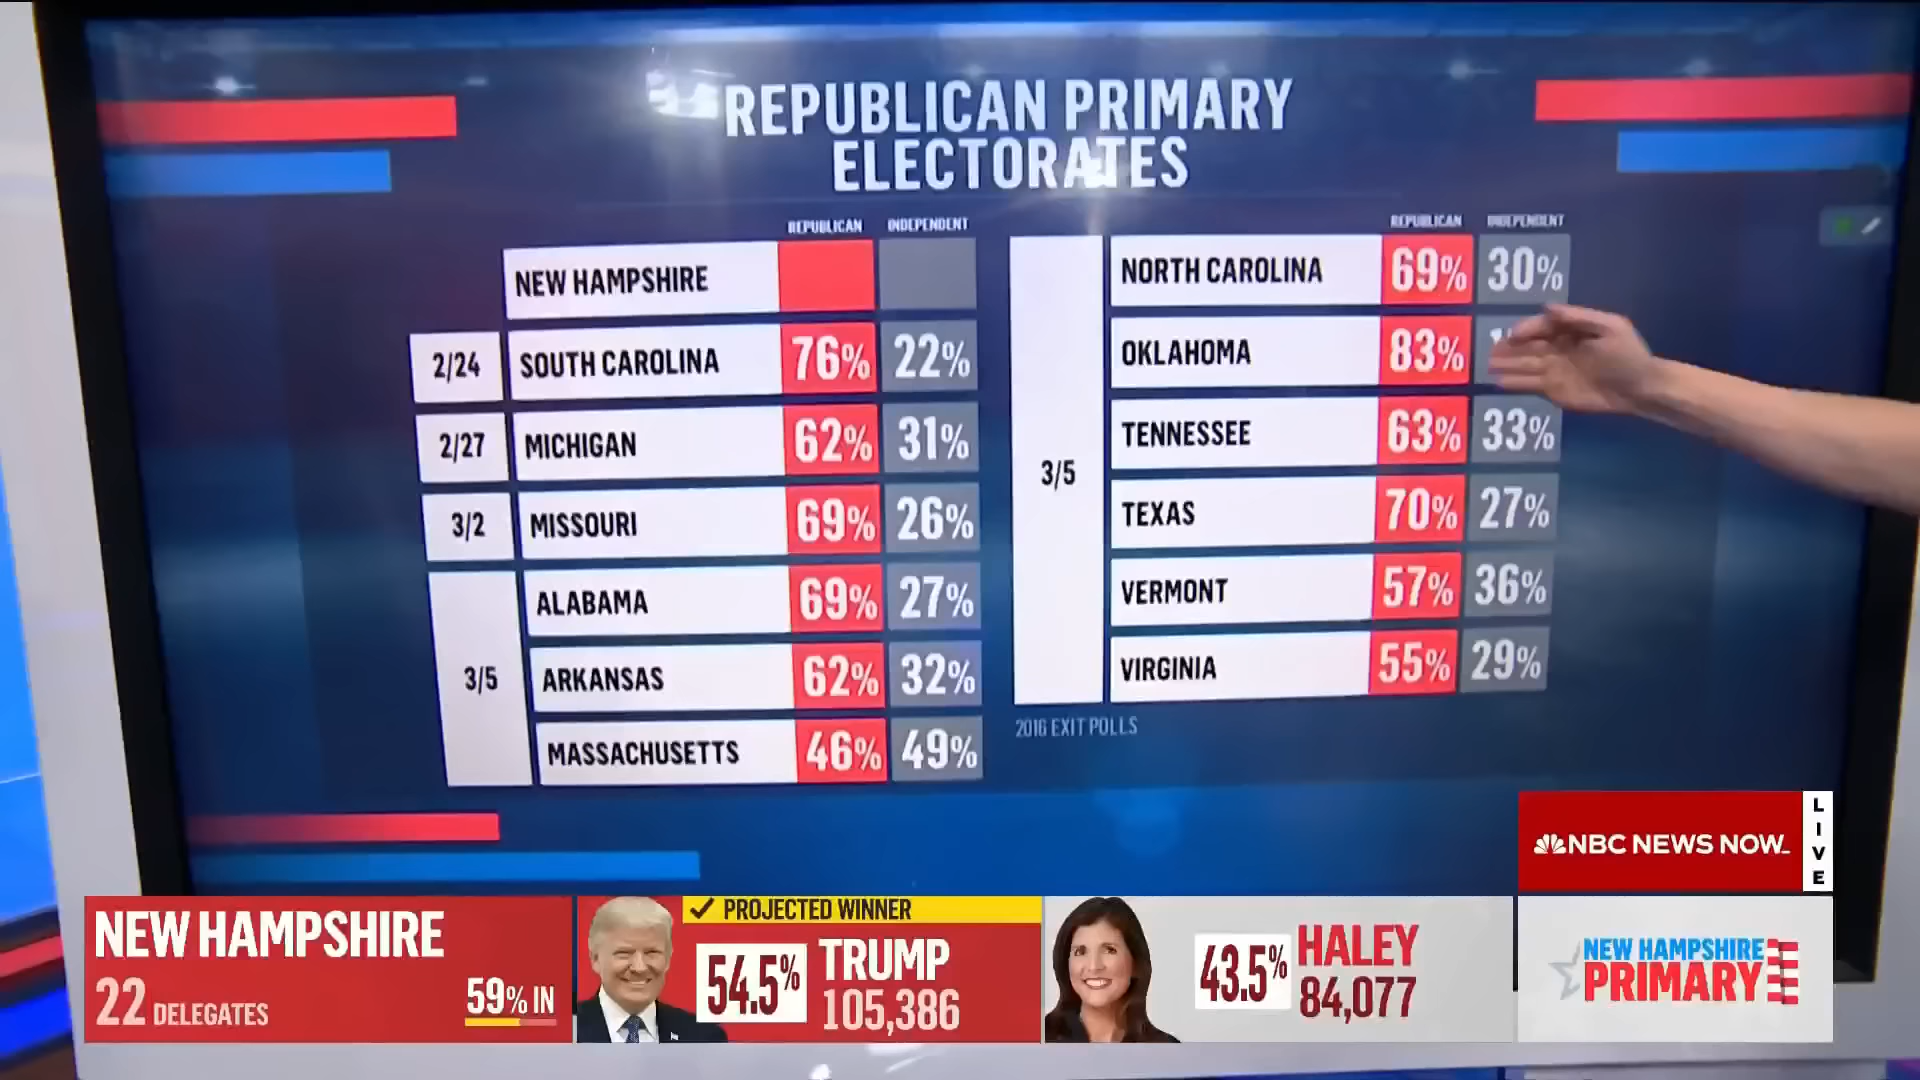 REPUBLICAN PRIMARY
ELECTORATES
REPUBLICAN INDEPENDENT
NEW HAMPSHIRE
2/24 SOUTH CAROLINA 76% 22%
2/27 MICHIGAN 62% 31%
3/2 MISSOURI 69% 26%
ALABAMA 69% 27%
3/5 ARKANSAS 62% 32%
MASSACHUSETTS 46% 49%
REPUBLICAN INDEPENDENT
NORTH CAROLINA 69% 30%
OKLAHOMA 83%
TENNESSEE 63% 33%
3/5
TEXAS 70% 27%
VERMONT 57% 36%
VIRGINIA 55% 29%
2016 EXIT POLLS
NBC NEWS NOW
LIVE
NEW HAMPSHIRE
22 DELEGATES
59% IN
PROJECTED WINNER
54.5% TRUMP
105,386
43.5% HALEY
84,077
NEW HAMPSHIRE
PRIMARY